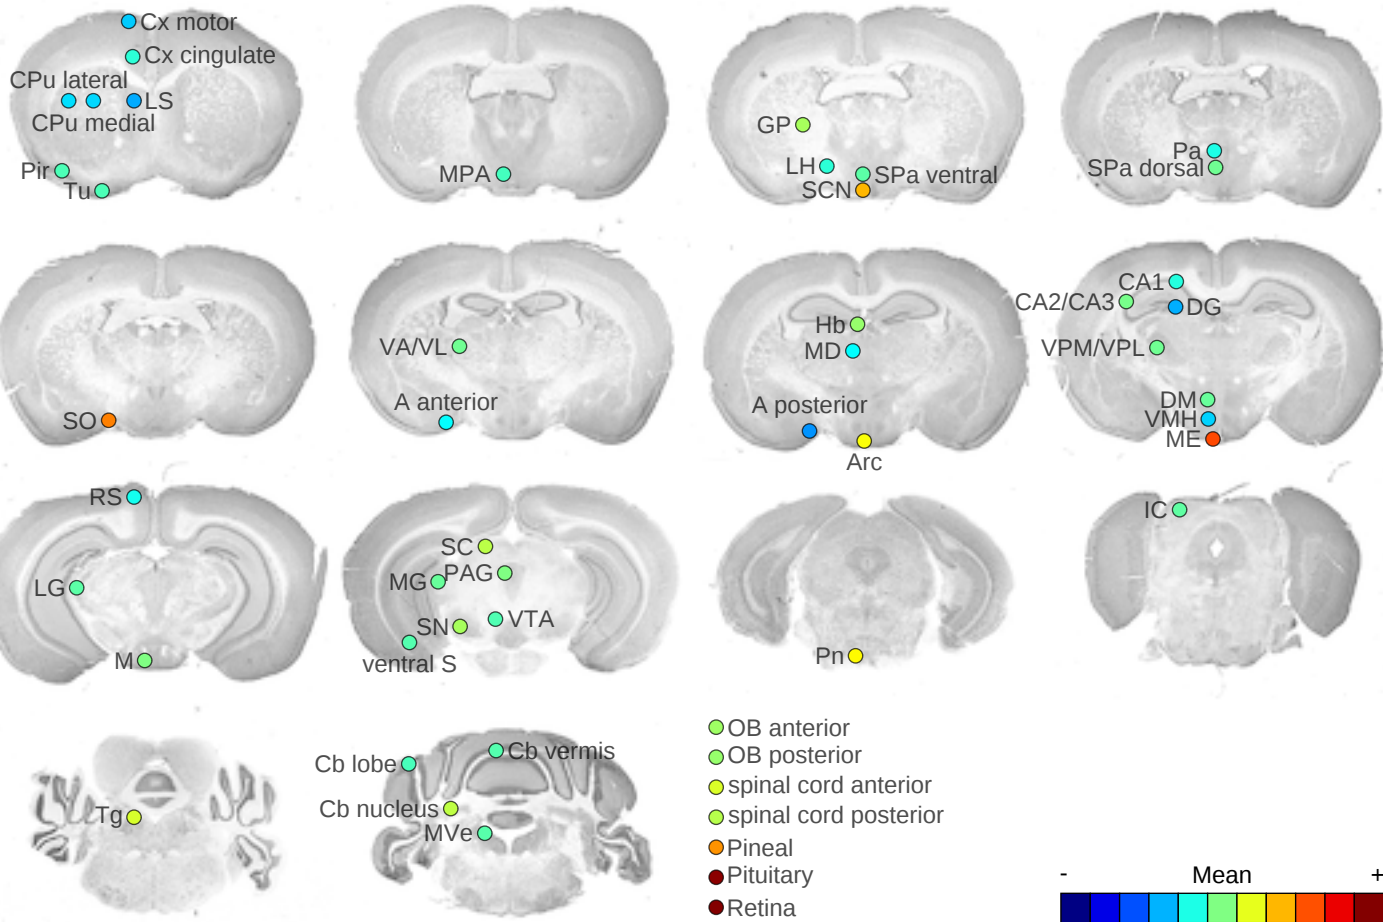 Cx motor
Cx cingulate
CPu lateral
LS
CPu medial
Pir
Tu
MPA
GP
LH
SPa ventral
SCN
Pa
SPa dorsal
SO
VA/VL
A anterior
Hb
MD
A posterior
Arc
CA1
CA2/CA3
DG
VPM/VPL
DM
VMH
ME
RS
LG
M
SC
PAG
MG
SN
VTA
ventral S
Pn
IC
Tg
Cb vermis
Cb lobe
Cb nucleus
MVe
OB anterior
OB posterior
spinal cord anterior
spinal cord posterior
Pineal
Pituitary
Retina
- Mean +